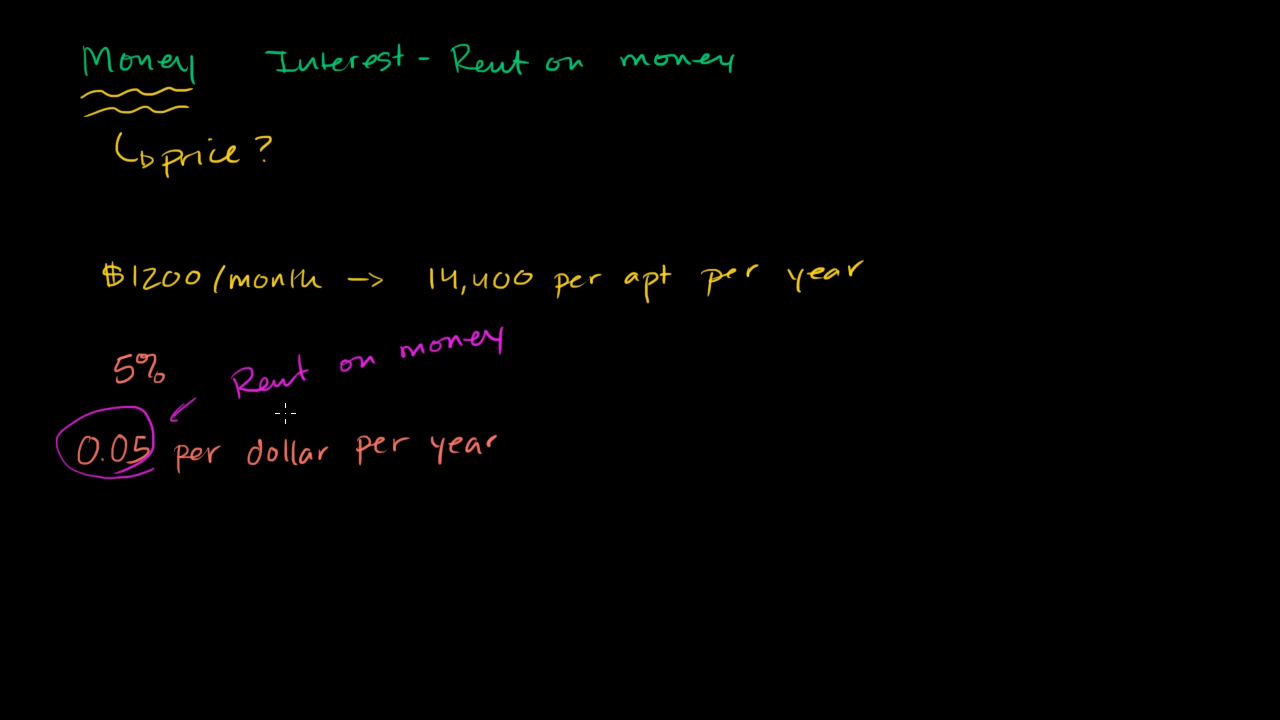 Money Interest - Rent on money
price?
$1200/month -> 14,400 per apt per year
5% Rent on money
0.05 per dollar per year